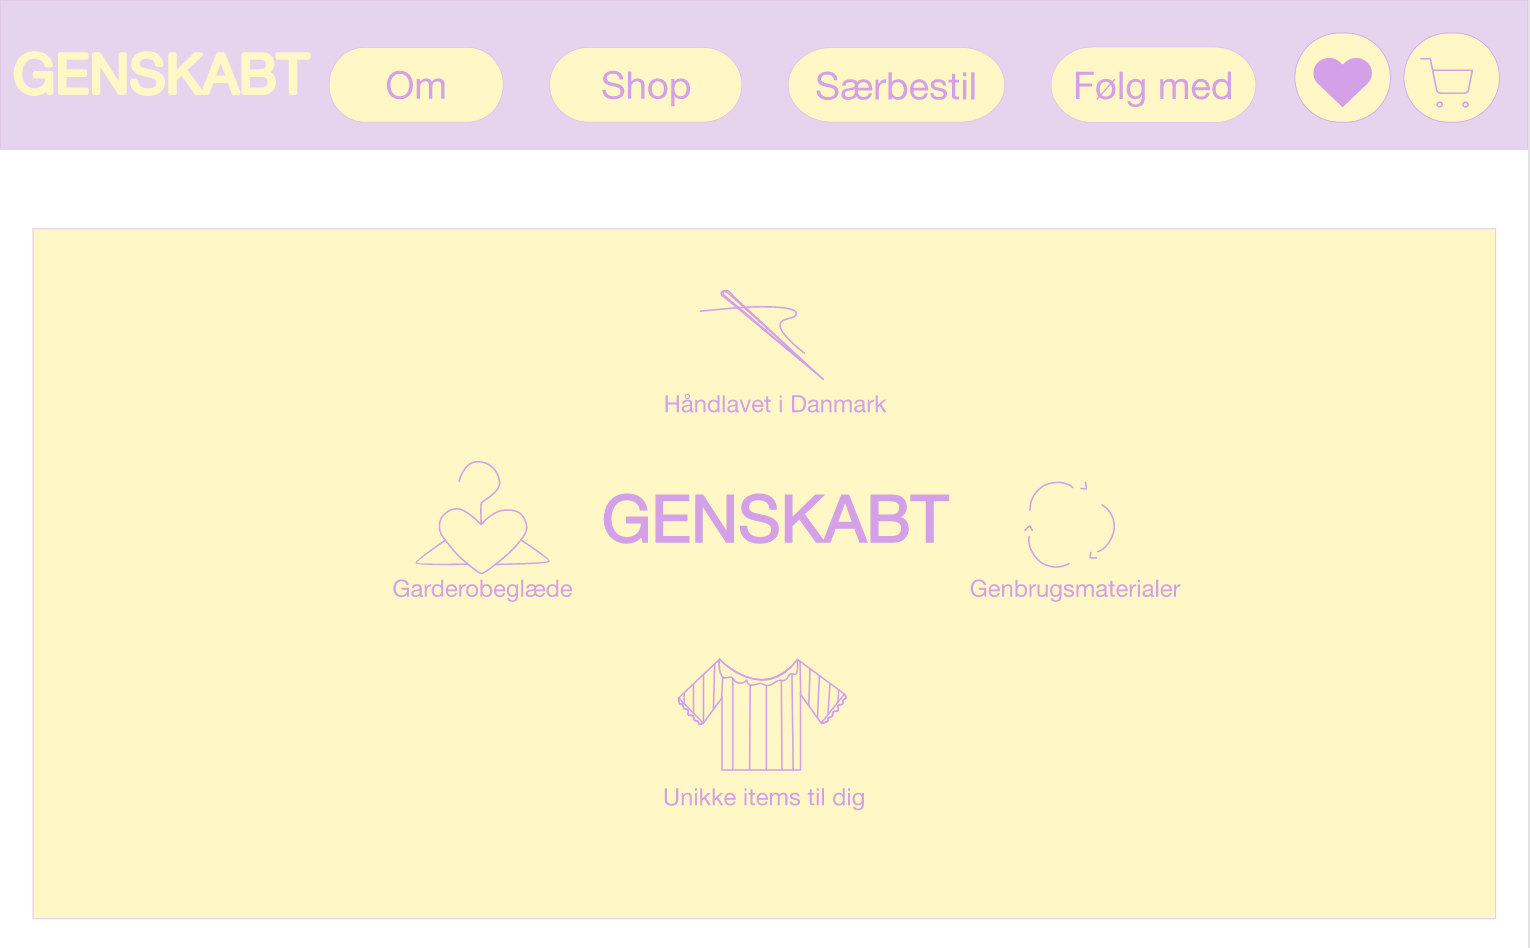 GENSKABT
Om
Shop
Særbestil
Følg med
Håndlavet i Danmark
GENSKABT
Garderobeglæde
Genbrugsmaterialer
Unikke items til dig